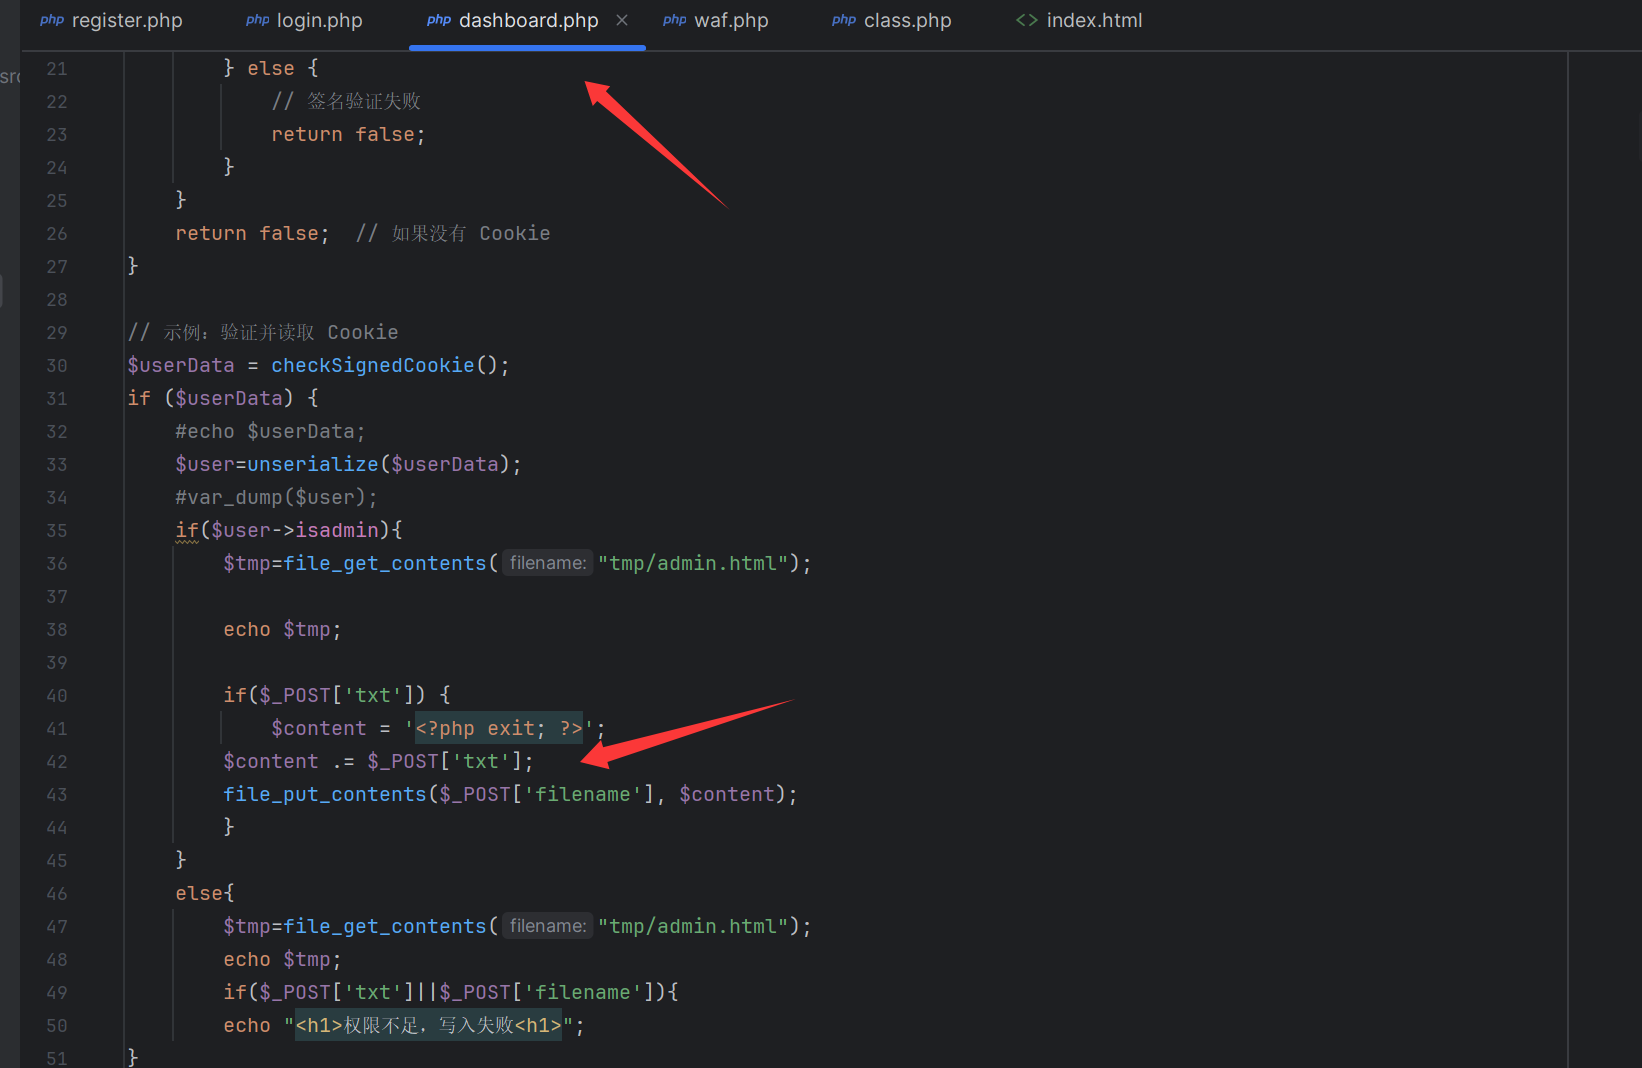 php register.php php login.php php dashboard.php × php waf.php php class.php <> index.html
src
21 } else {
22 // 签名验证失败
23 return false;
24 }
25 }
26 return false; // 如果没有 Cookie
27 }
28
29 // 示例：验证并读取 Cookie
30 $userData = checkSignedCookie();
31 if ($userData) {
32 #echo $userData;
33 $user=unserialize($userData);
34 #var_dump($user);
35 if($user->isadmin){
36 $tmp=file_get_contents( filename: "tmp/admin.html");
37
38 echo $tmp;
39
40 if($_POST['txt']) {
41 $content = '<?php exit; ?>';
42 $content .= $_POST['txt'];
43 file_put_contents($_POST['filename'], $content);
44 }
45 }
46 else{
47 $tmp=file_get_contents( filename: "tmp/admin.html");
48 echo $tmp;
49 if($_POST['txt']||$_POST['filename']){
50 echo "<h1>权限不足，写入失败<h1>";
51 }